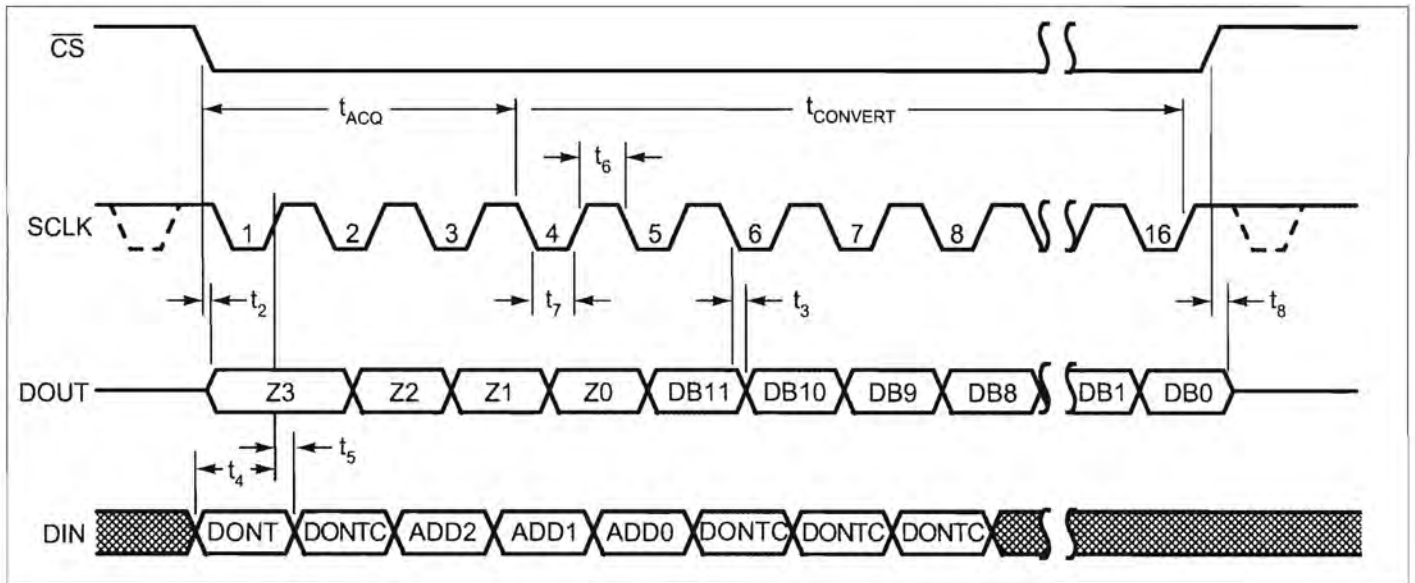 CS
tACQ
tCONVERT
t6
SCLK
1 2 3 4 5 6 7 8 16
t2
t7
t3
t8
DOUT
Z3 Z2 Z1 Z0 DB11 DB10 DB9 DB8 DB1 DB0
t4
t5
DIN
DONT DONTC ADD2 ADD1 ADD0 DONTC DONTC DONTC